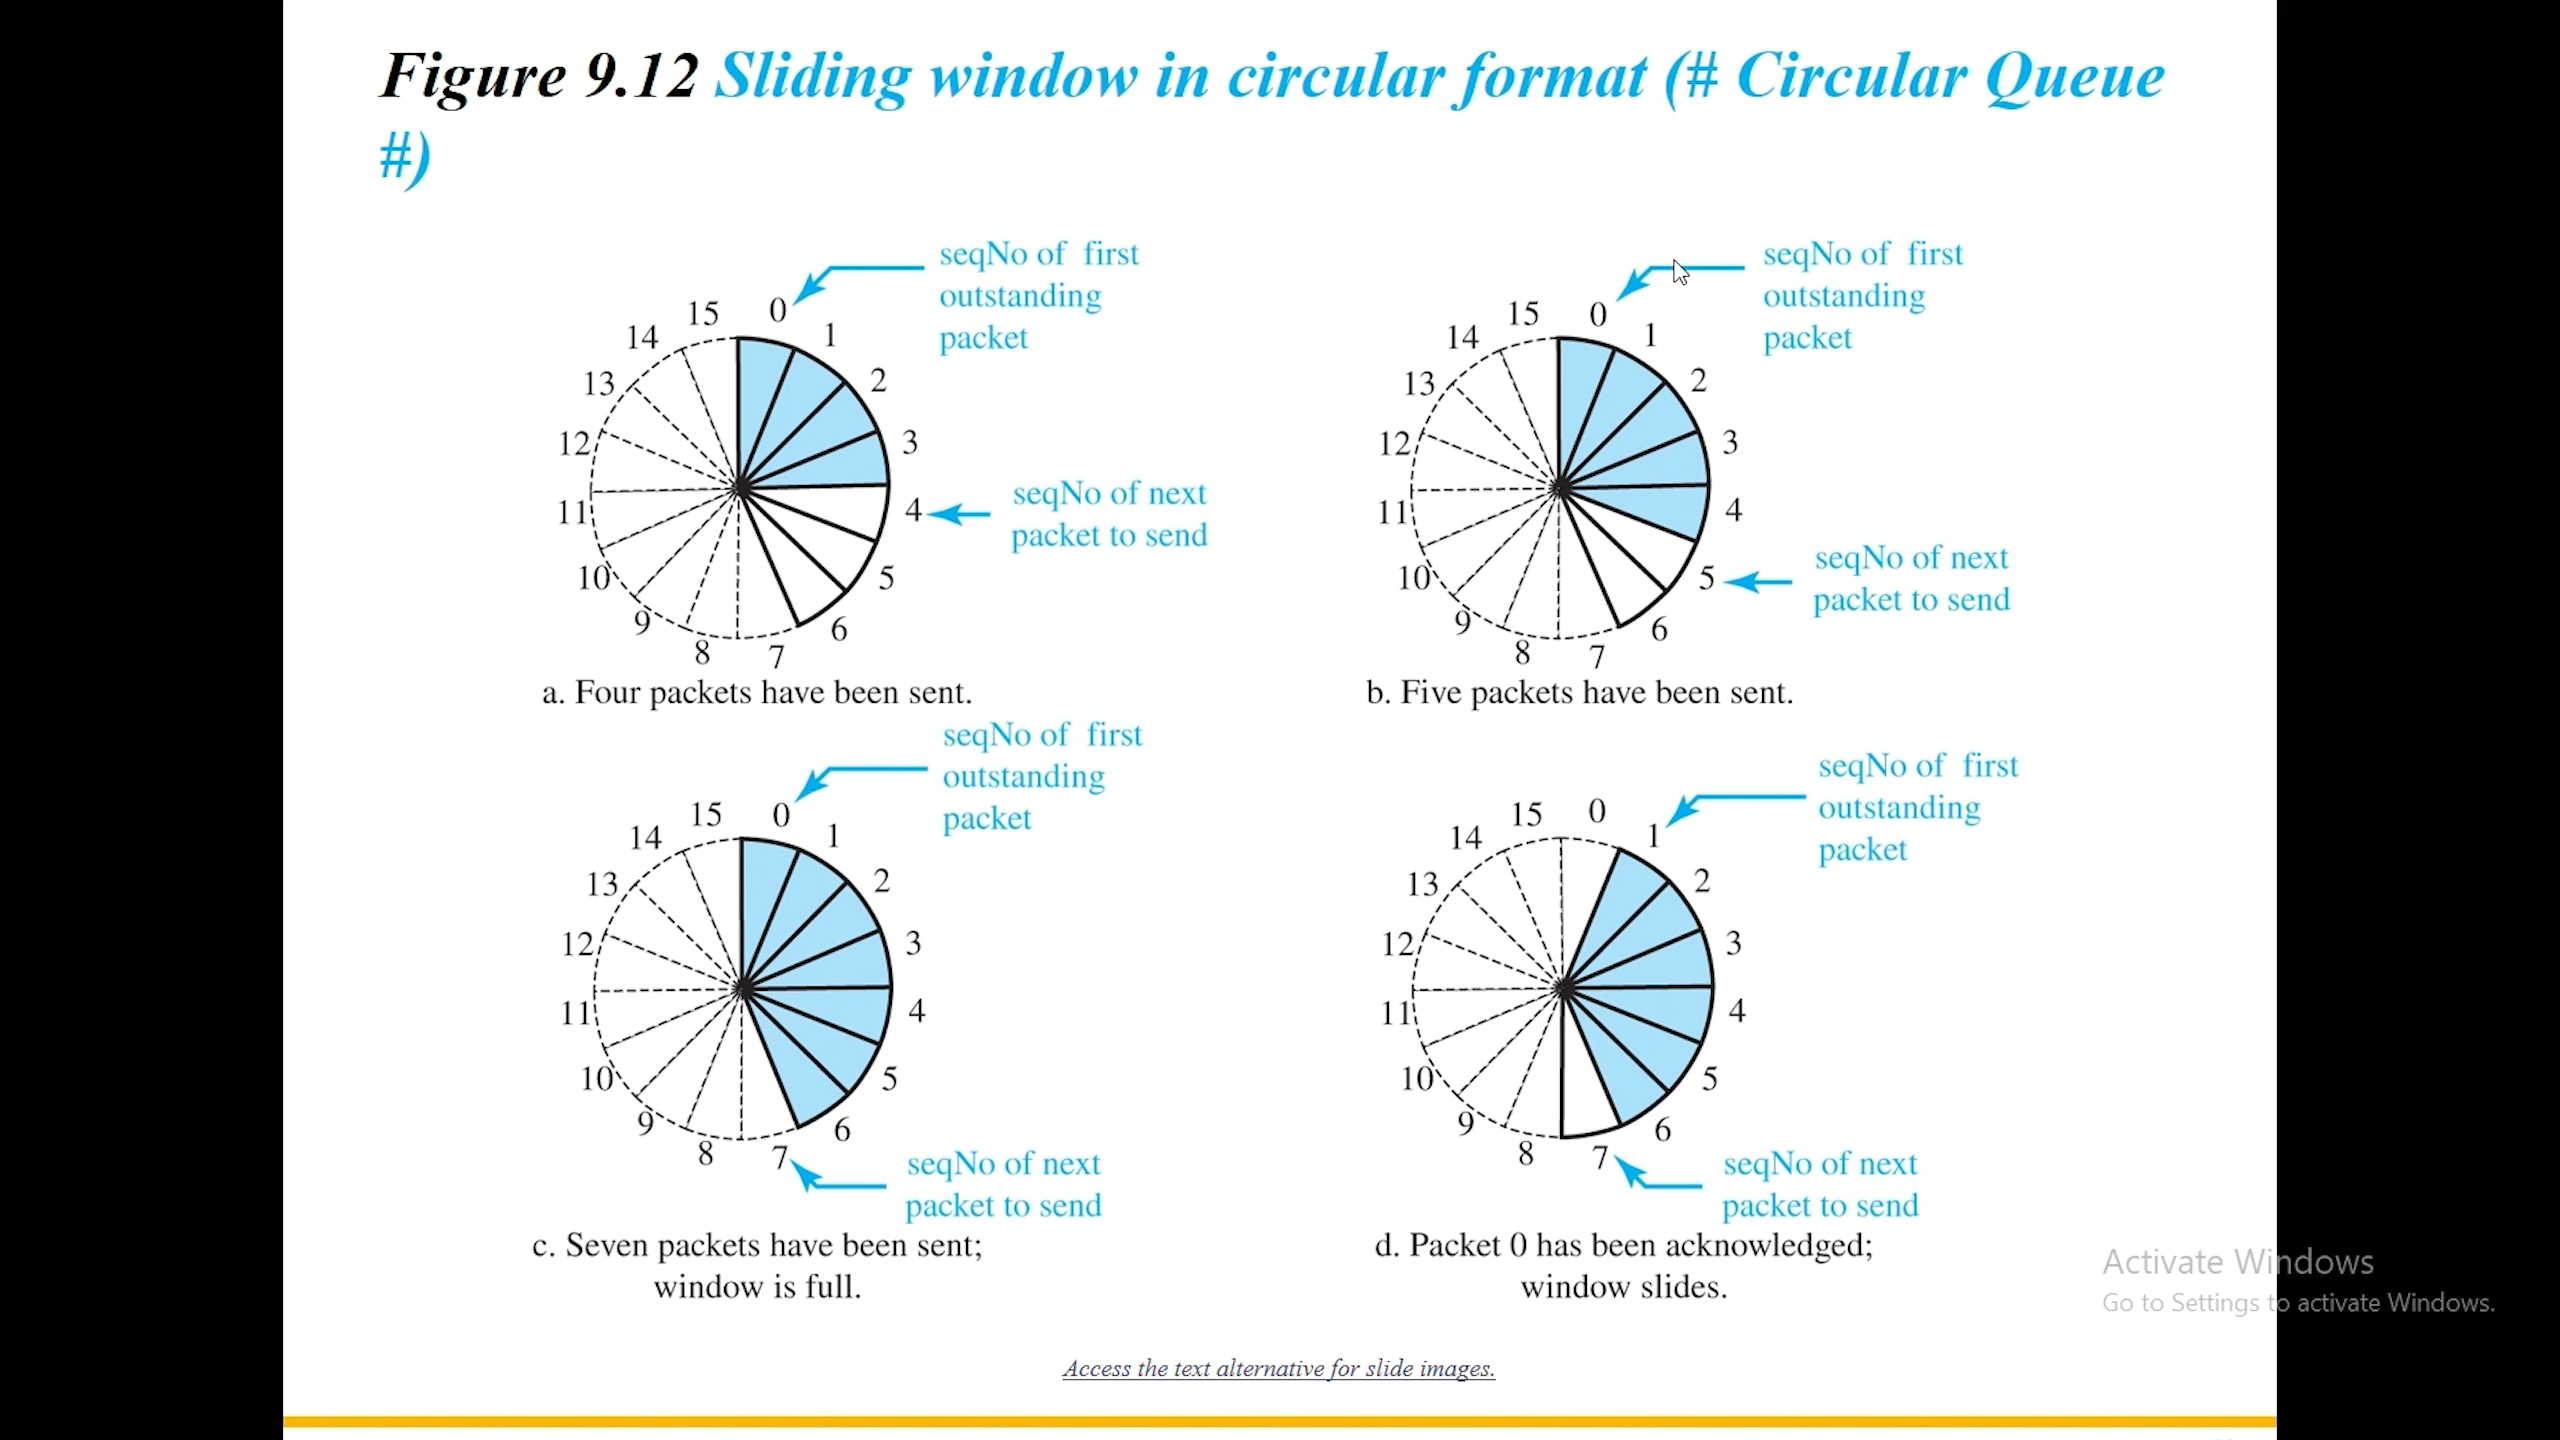 Figure 9.12 Sliding window in circular format (# Circular Queue
#)
seqNo of first
outstanding
packet
15
0
1
14
2
13
3
12
4
11
5
10
6
9
8
7
seqNo of next
packet to send
a. Four packets have been sent.
seqNo of first
outstanding
packet
15
0
1
14
2
13
3
12
4
11
5
10
6
9
8
7
seqNo of next
packet to send
b. Five packets have been sent.
seqNo of first
outstanding
packet
15
0
1
14
2
13
3
12
4
11
5
10
6
9
8
7
seqNo of next
packet to send
c. Seven packets have been sent;
window is full.
seqNo of first
outstanding
packet
15
0
1
14
2
13
3
12
4
11
5
10
6
9
8
7
seqNo of next
packet to send
d. Packet 0 has been acknowledged;
window slides.
Activate Windows
Go to Settings to activate Windows.
Access the text alternative for slide images.